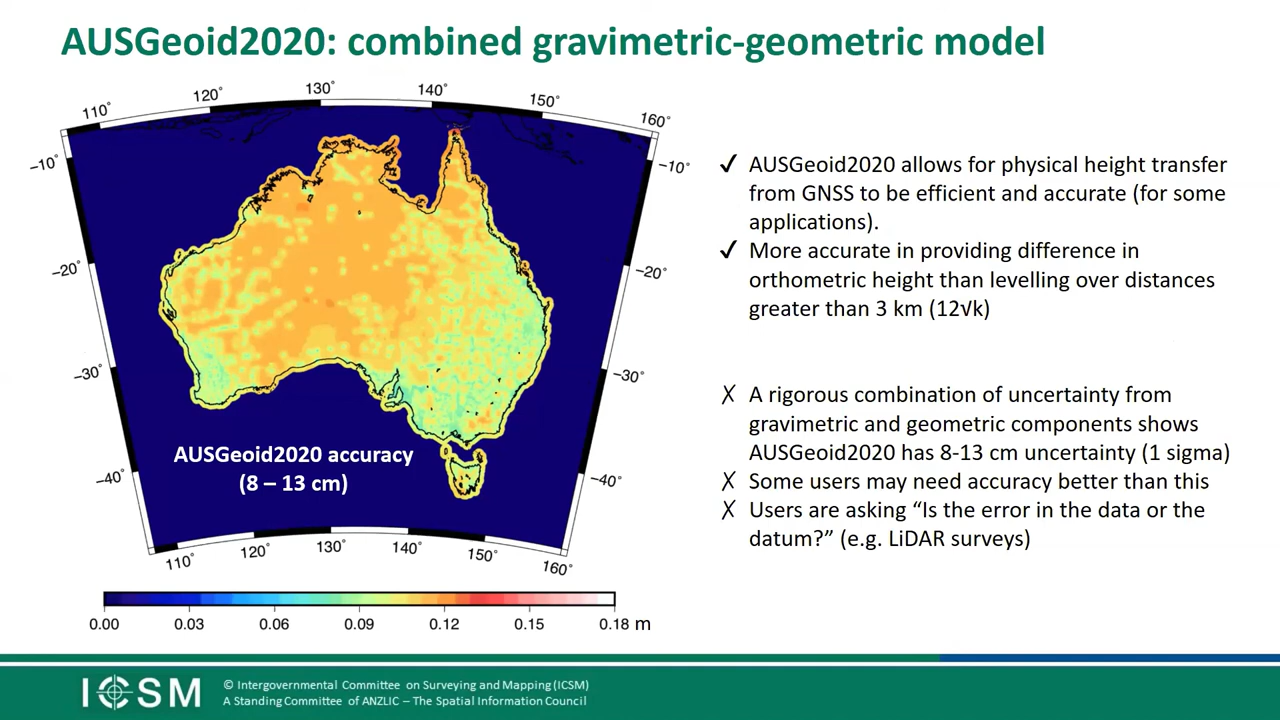 AUSGeoid2020: combined gravimetric-geometric model
110°
120°
130°
140°
150°
160°
−10°
−10°
−20°
−20°
−30°
−30°
−40°
−40°
AUSGeoid2020 accuracy
(8 – 13 cm)
110°
120°
130°
140°
150°
160°
0.00 0.03 0.06 0.09 0.12 0.15 0.18 m
✓ AUSGeoid2020 allows for physical height transfer
from GNSS to be efficient and accurate (for some
applications).
✓ More accurate in providing difference in
orthometric height than levelling over distances
greater than 3 km (12√k)
✗ A rigorous combination of uncertainty from
gravimetric and geometric components shows
AUSGeoid2020 has 8-13 cm uncertainty (1 sigma)
✗ Some users may need accuracy better than this
✗ Users are asking “Is the error in the data or the
datum?” (e.g. LiDAR surveys)
ICSM
© Intergovernmental Committee on Surveying and Mapping (ICSM)
A Standing Committee of ANZLIC – The Spatial Information Council